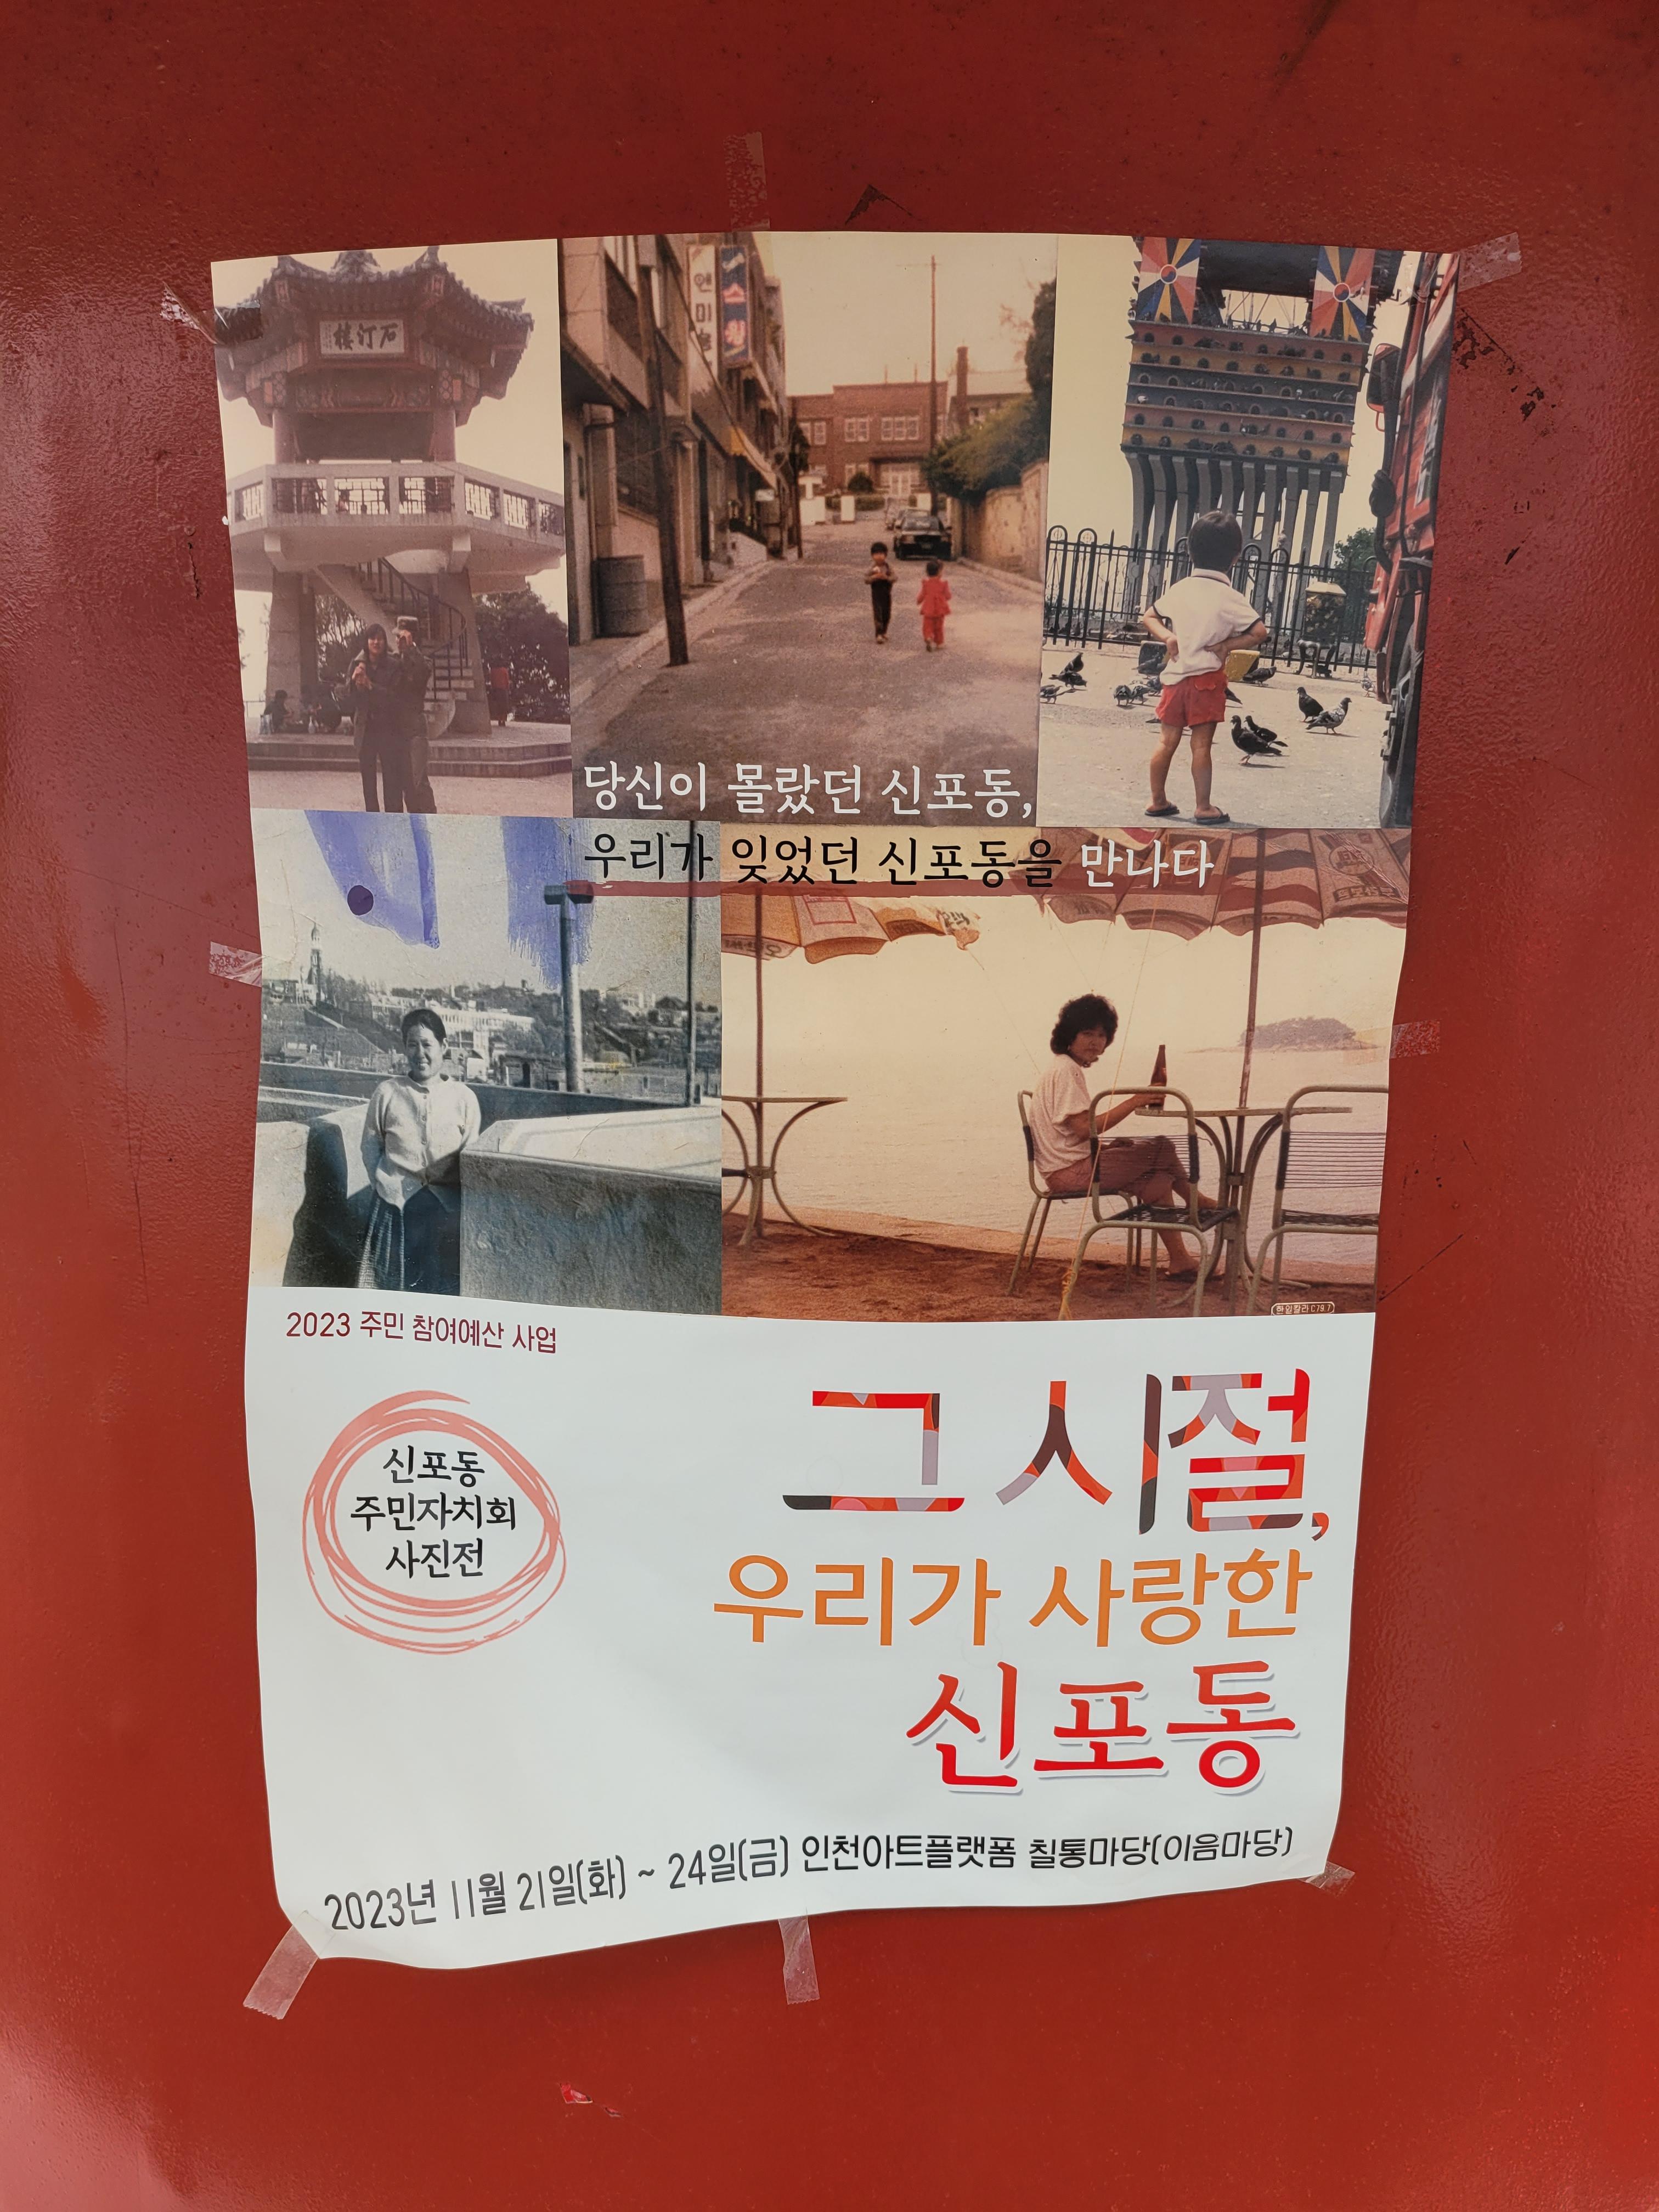 石汀樓
당신이 몰랐던 신포동,
우리가 잊었던 신포동을 만나다
2023 주민 참여예산 사업
신포동
주민자치회
사진전
그 시절,
우리가 사랑한
신포동
2023년 11월 21일(화) ~ 24일(금) 인천아트플랫폼 칠통마당(이음마당)